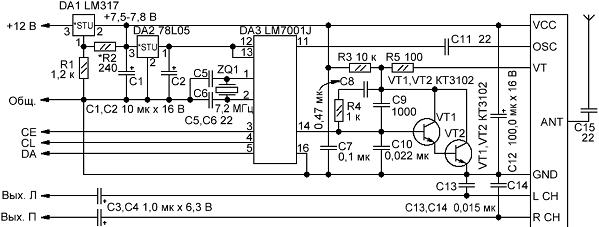 DA1 LM317
+7,5-7,8 В
DA2 78L05
DA3 LM7001J
C11 22
VCC
+12 В
3
*STU
2
1
*R2
240
*STU
12
13
11
OSC
R3 10 к
R5 100
VT
R1
1,2 к
C1
C2
C5
ZQ1
1
C8
VT1,VT2 КТ3102
C6
2
R4
1 к
C9
1000
Общ.
7,2 МГц
C1,C2 10 мк х 16 В
C5,C6 22
0,47 мк
VT1
VT2
VT1,VT2 КТ3102
C12 100,0 мк х 16 В
ANT
C15
22
CE
3
14
CL
4
DA
5
16
C7
0,1 мк
C10
0,022 мк
GND
C13
C14
L CH
Вых. Л
C3,C4 1,0 мк х 6,3 В
C13,C14 0,015 мк
Вых. П
R CH